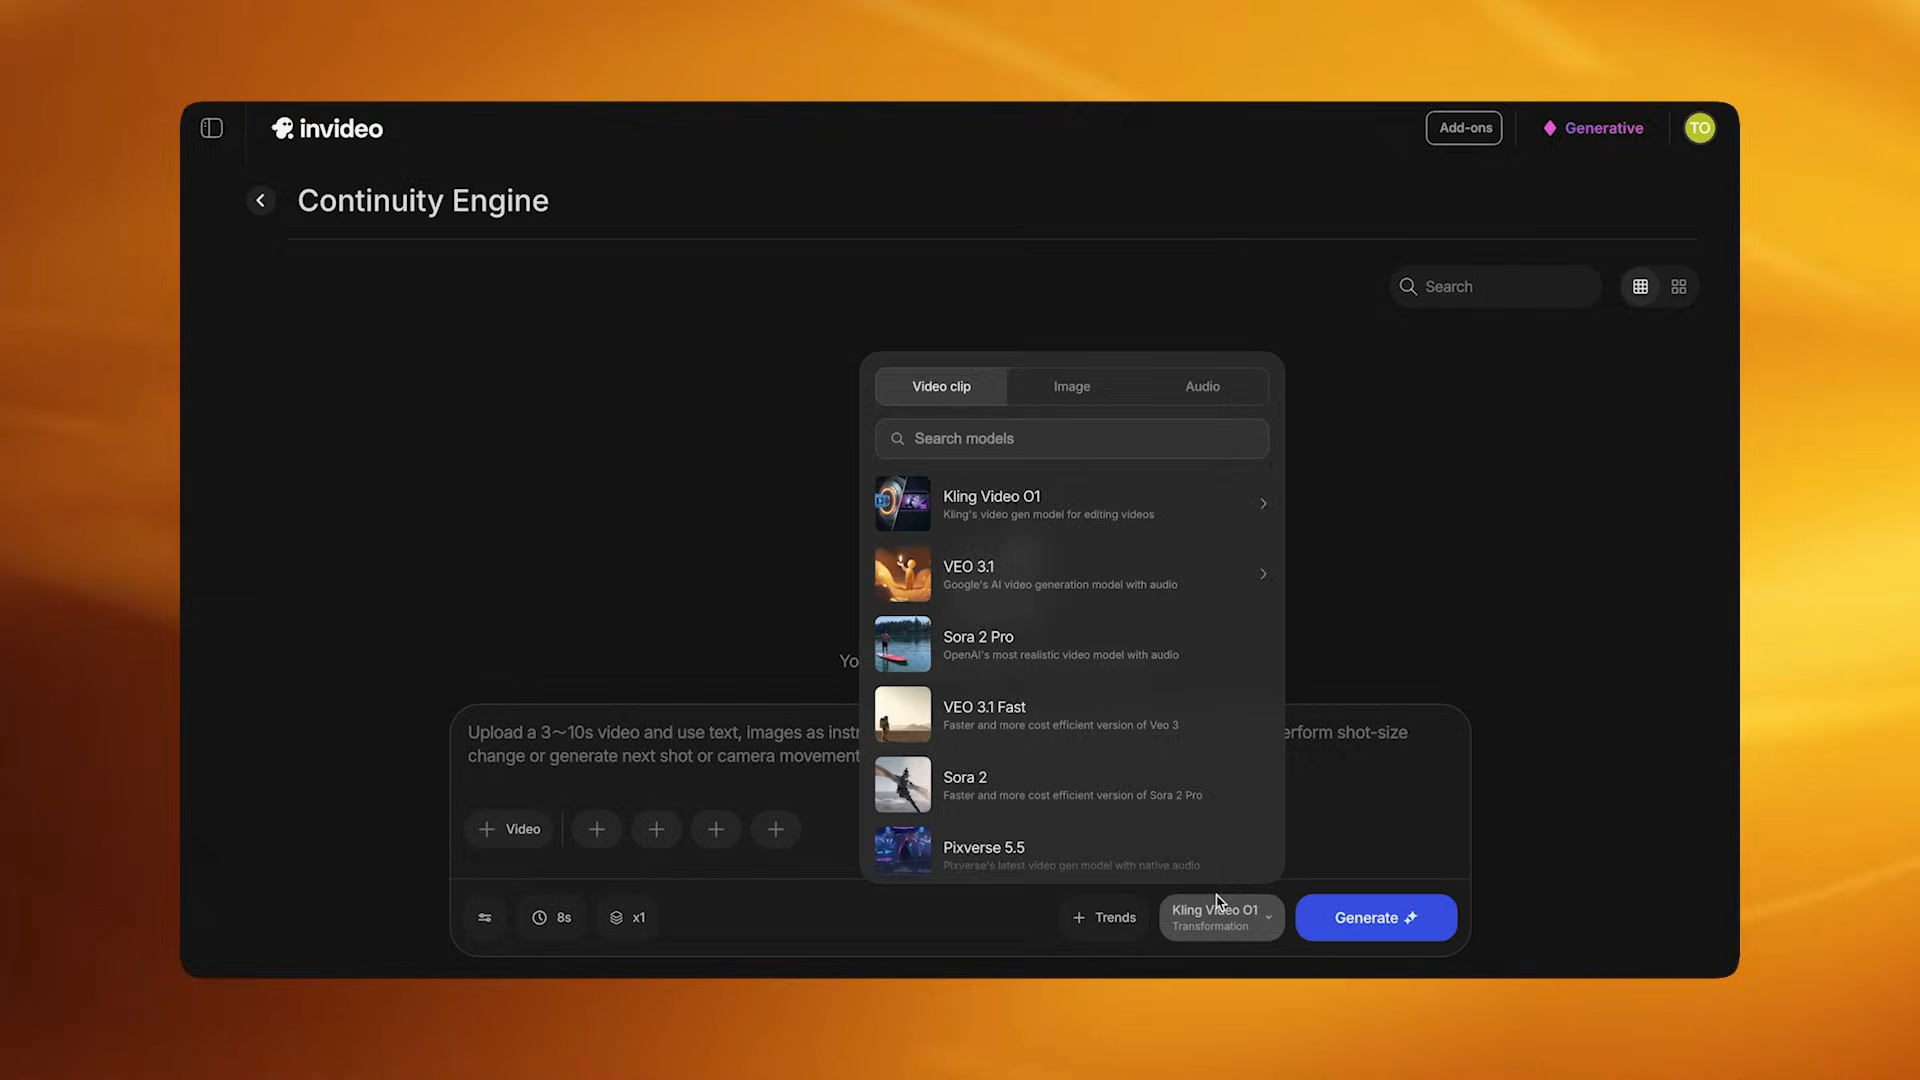 invideo
Add-ons
Generative
TO
Continuity Engine
Search
Video clip
Image
Audio
Search models
Kling Video O1
Kling's video gen model for editing videos
VEO 3.1
Google's AI video generation model with audio
Sora 2 Pro
OpenAI's most realistic video model with audio
VEO 3.1 Fast
Faster and more cost efficient version of Veo 3
Sora 2
Faster and more cost efficient version of Sora 2 Pro
Pixverse 5.5
Pixverse's latest video gen model with native audio
Yo
Upload a 3~10s video and use text, images as instr
erform shot-size
change or generate next shot or camera movement
Video
8s
x1
Trends
Kling Video O1
Transformation
Generate